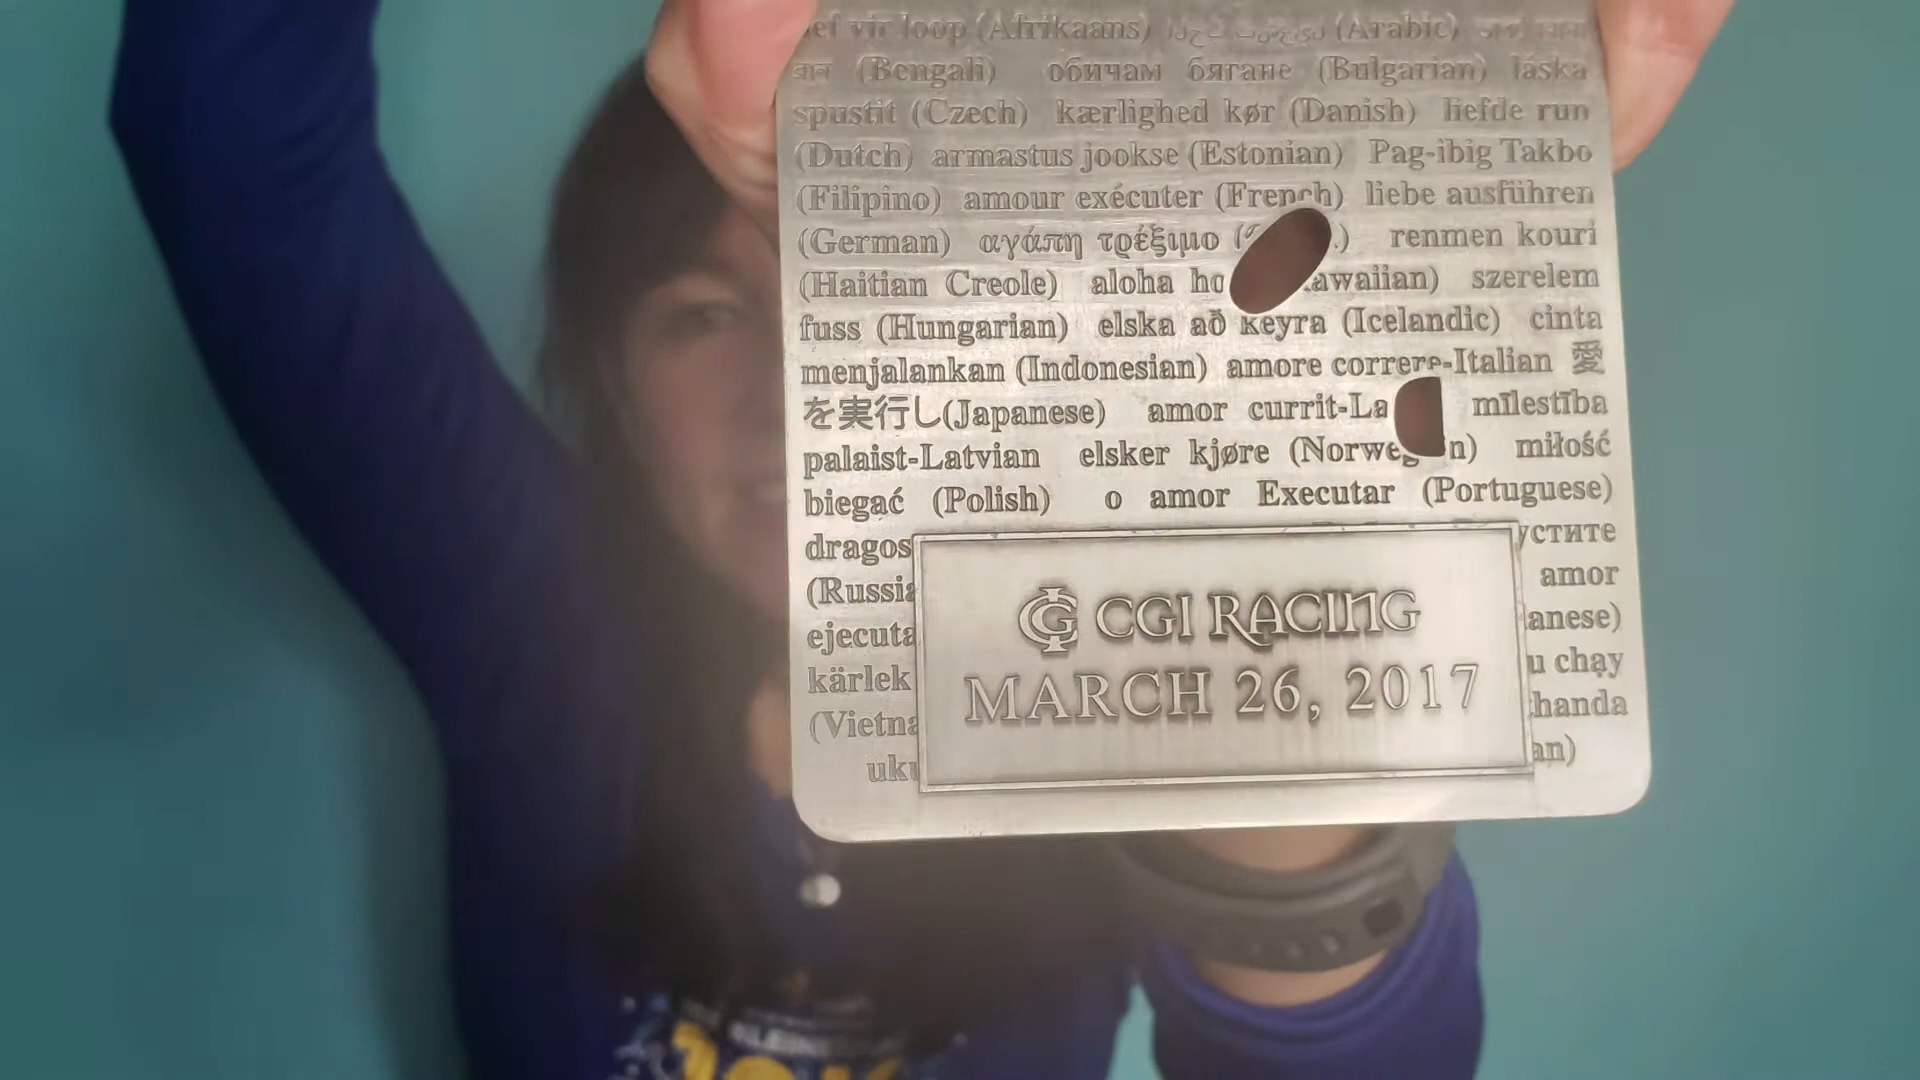 vir loop (Afrikaans) (Arabic)
(Bengali) обичам бягане (Bulgarian) láska
spustit (Czech) kærlighed kør (Danish) liefde run
(Dutch) armastus jookse (Estonian) Pag-ibig Takbo
(Filipino) amour exécuter (French) liebe ausführen
(German) αγάπη τρέξιμο renmen kouri
(Haitian Creole) aloha ho awaiian) szerelem
fuss (Hungarian) elska að keyra (Icelandic) cinta
menjalankan (Indonesian) amore correre-Italian 愛
を実行し(Japanese) amor currit-La mīlestība
palaist-Latvian elsker kjøre (Norwe n) miłość
biegać (Polish) o amor Executar (Portuguese)
dragos устите
(Russia amor
ejecuta anese)
kärlek u chạy
(Vietna handa
uku an)
CGI RACING
MARCH 26, 2017